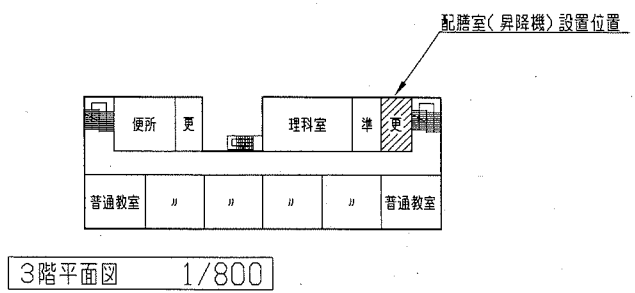 配膳室(昇降機)設置位置
便所 更 理科室 準 更
普通教室 〃 〃 〃 〃 普通教室
3階平面図 1/800